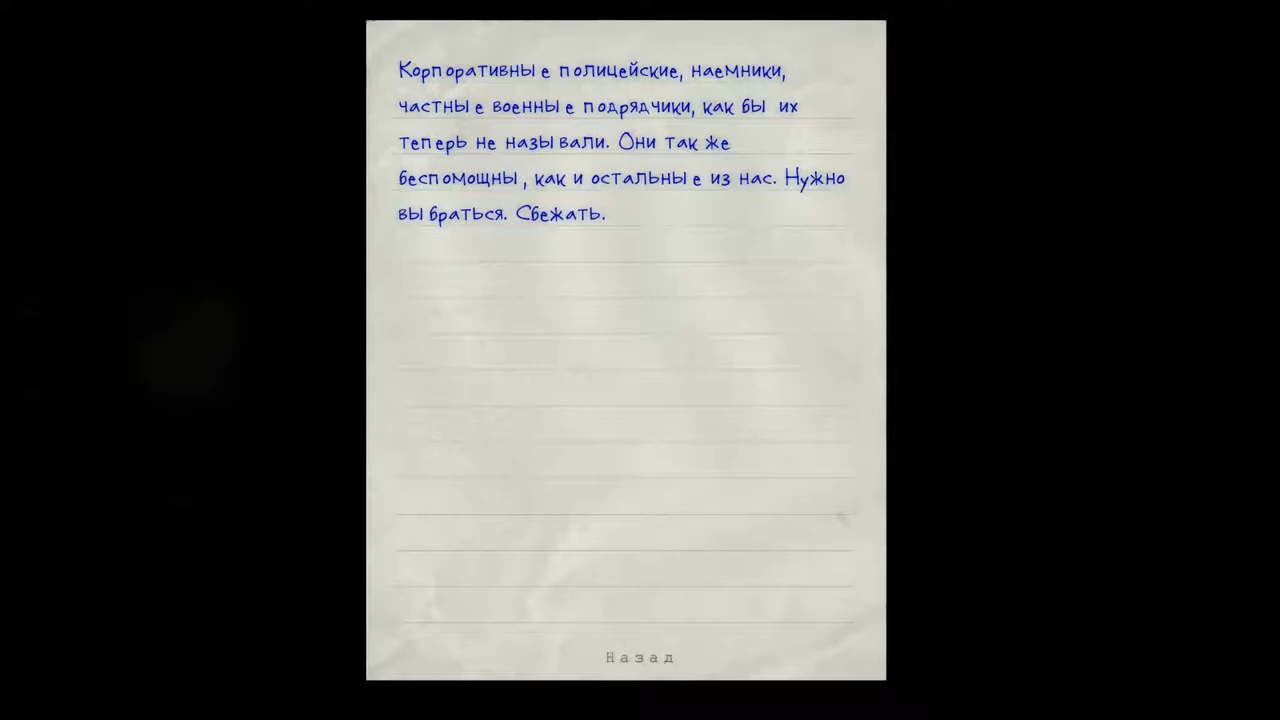 Корпоративные полицейские, наемники,
частные военные подрядчики, как бы их
теперь не называли. Они так же
беспомощны, как и остальные из нас. Нужно
выбраться. Сбежать.
Назад